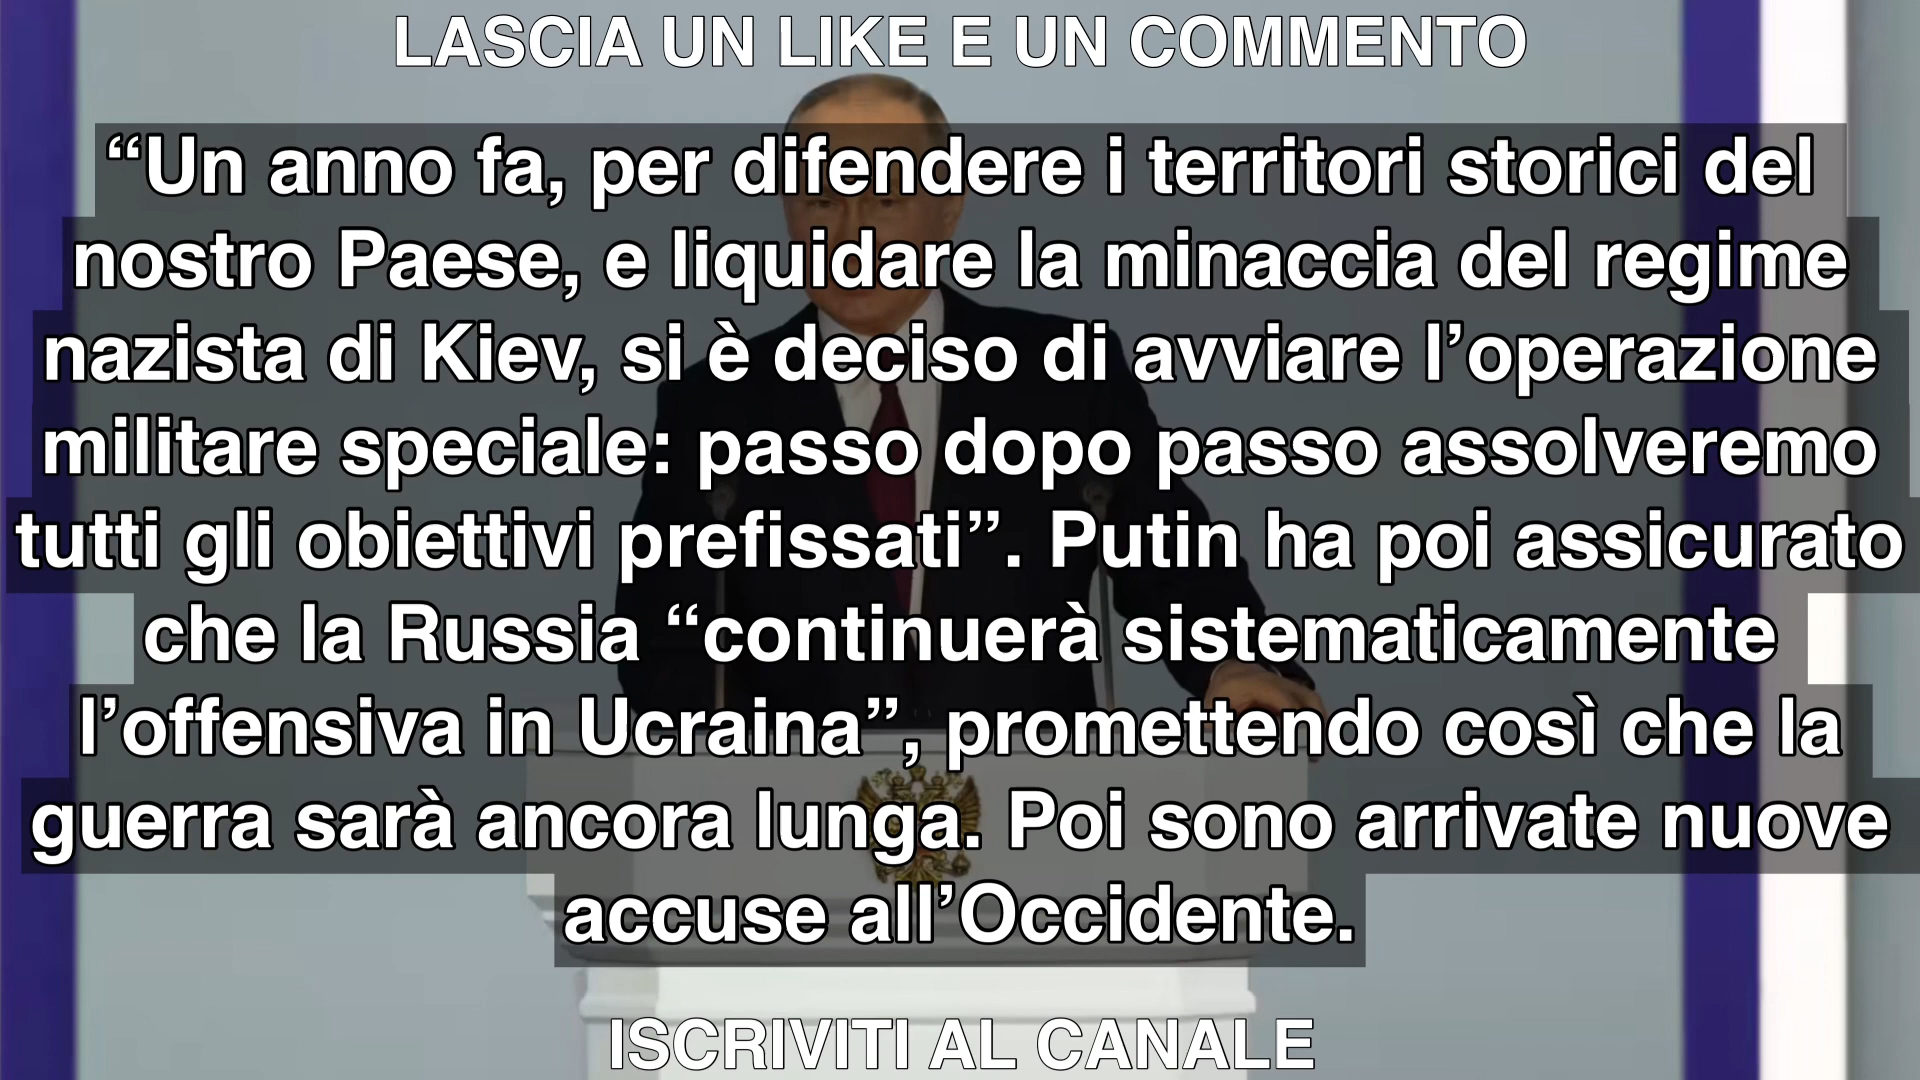 LASCIA UN LIKE E UN COMMENTO
“Un anno fa, per difendere i territori storici del
nostro Paese, e liquidare la minaccia del regime
nazista di Kiev, si è deciso di avviare l’operazione
militare speciale: passo dopo passo assolveremo
tutti gli obiettivi prefissati”. Putin ha poi assicurato
che la Russia “continuerà sistematicamente
l’offensiva in Ucraina”, promettendo così che la
guerra sarà ancora lunga. Poi sono arrivate nuove
accuse all’Occidente.
ISCRIVITI AL CANALE